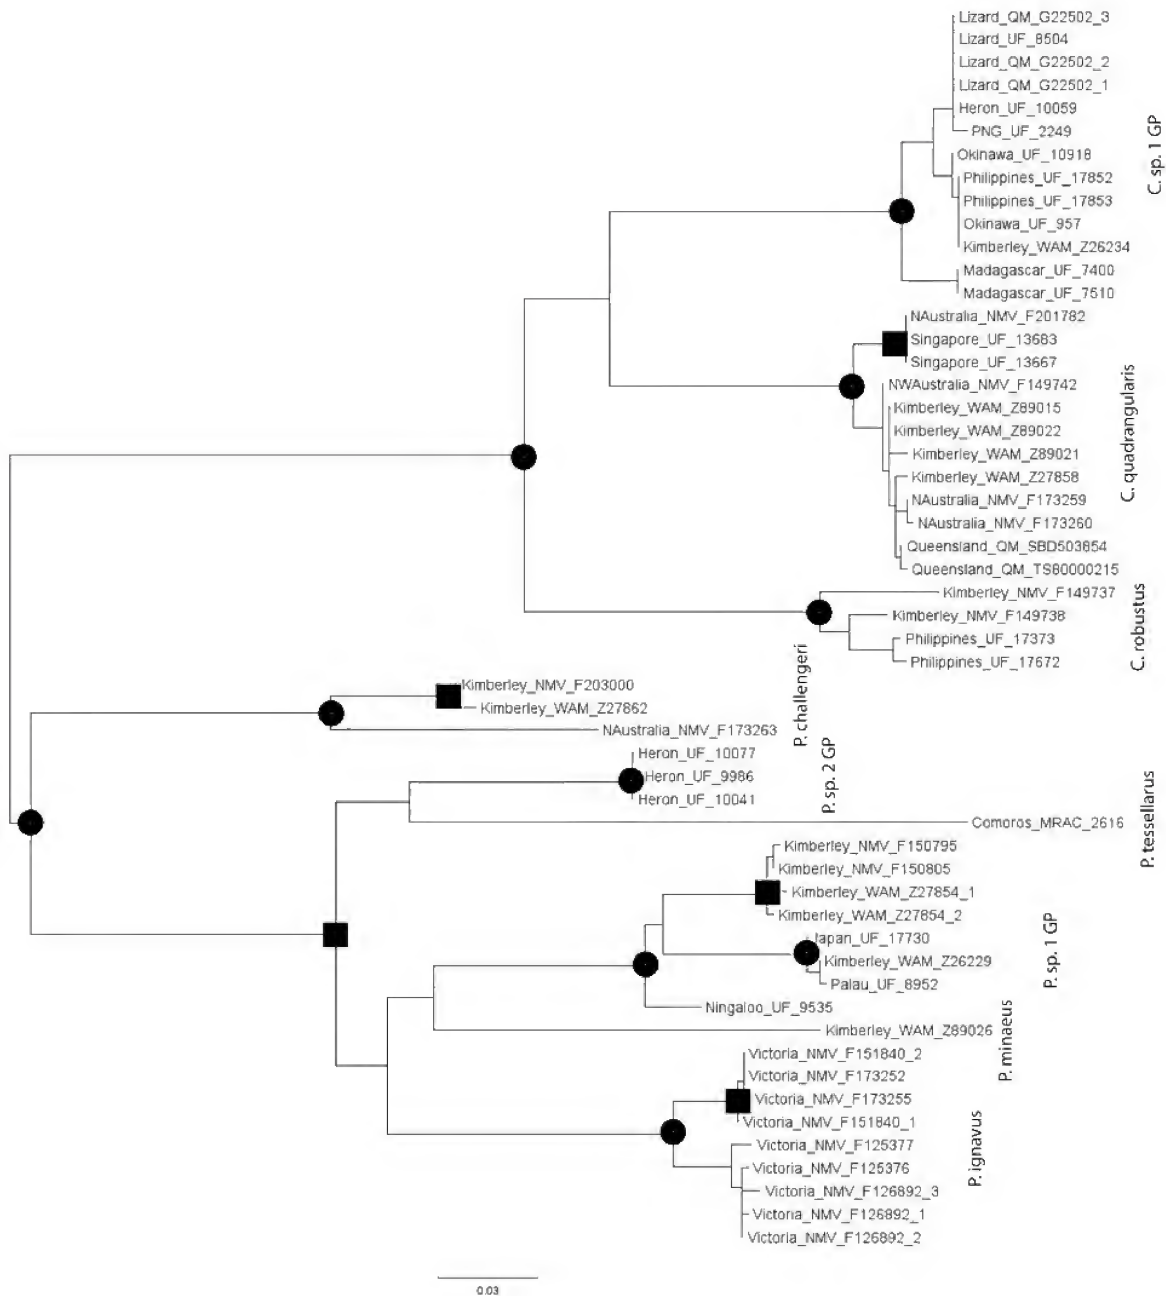 Lizard_QM_G22502_3
Lizard_UF_8504
Lizard_QM_G22502_2
Lizard_QM_G22502_1
Heron_UF_10059
PNG_UF_2249
Okinawa_UF_10918
Philippines_UF_17852
Philippines_UF_17853
Okinawa_UF_957
Kimberley_WAM_Z26234
Madagascar_UF_7400
Madagascar_UF_7510
C. sp. 1 GP
NAustralia_NMV_F201782
Singapore_UF_13683
Singapore_UF_13667
NWAustralia_NMV_F149742
Kimberley_WAM_Z89015
Kimberley_WAM_Z89022
Kimberley_WAM_Z89021
Kimberley_WAM_Z27858
NAustralia_NMV_F173259
NAustralia_NMV_F173260
Queensland_QM_SBD503854
Queensland_QM_TS80000215
C. quadrangularis
Kimberley_NMV_F149737
Kimberley_NMV_F149738
Philippines_UF_17373
Philippines_UF_17672
C. robustus
Kimberley_NMV_F203000
Kimberley_WAM_Z27862
NAustralia_NMV_F173263
P. challengeri
Heron_UF_10077
Heron_UF_9986
Heron_UF_10041
P. sp. 2 GP
Comoros_MRAC_2616
P. tessellarus
Kimberley_NMV_F150795
Kimberley_NMV_F150805
Kimberley_WAM_Z27854_1
Kimberley_WAM_Z27854_2
Japan_UF_17730
Kimberley_WAM_Z26229
Palau_UF_8952
Ningaloo_UF_9535
P. sp. 1 GP
Kimberley_WAM_Z89026
P. minaeus
Victoria_NMV_F151840_2
Victoria_NMV_F173252
Victoria_NMV_F173255
Victoria_NMV_F151840_1
Victoria_NMV_F125377
Victoria_NMV_F125376
Victoria_NMV_F126892_3
Victoria_NMV_F126892_1
Victoria_NMV_F126892_2
P. ignavus
0.03